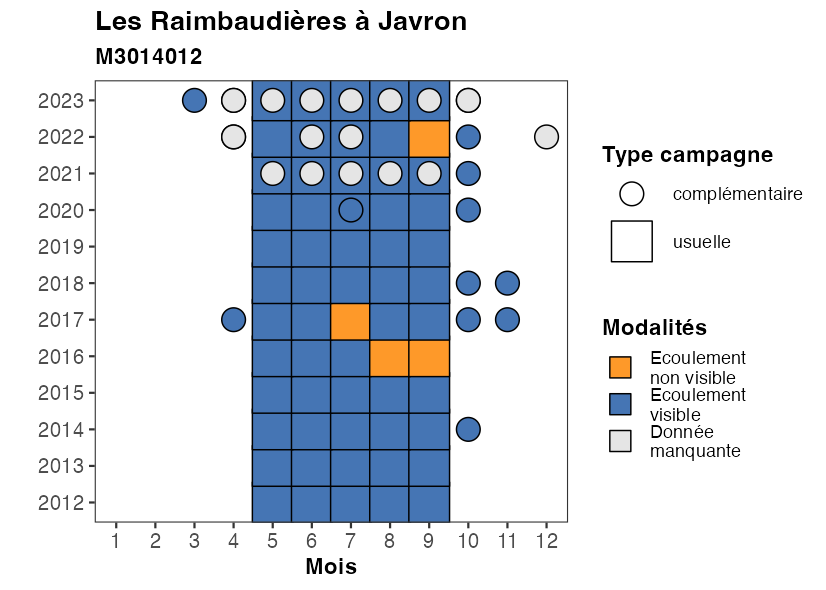 Les Raimbaudières à Javron
M3014012
2023
2022
2021
2020
2019
2018
2017
2016
2015
2014
2013
2012
1 2 3 4 5 6 7 8 9 10 11 12
Mois
Type campagne
complémentaire
usuelle
Modalités
Ecoulement
non visible
Ecoulement
visible
Donnée
manquante